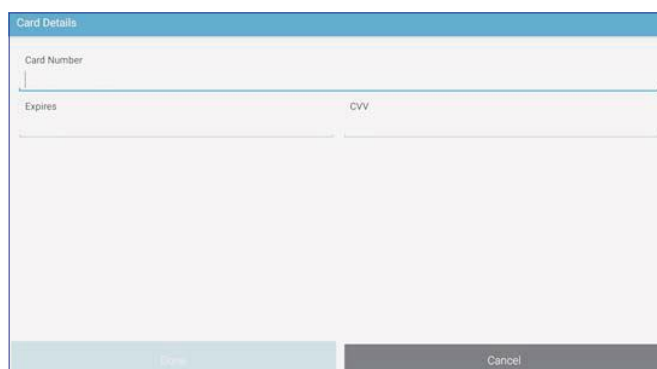 Card Details
Card Number
Expires
CVV
Done
Cancel